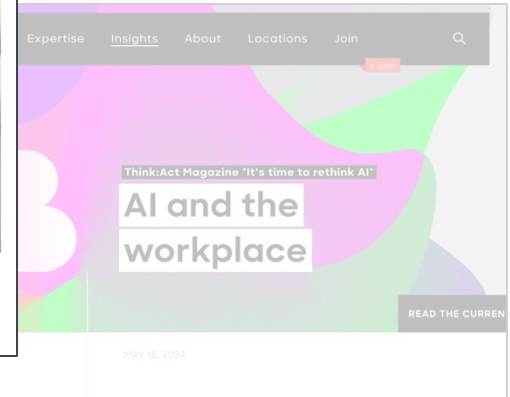 Expertise Insights About Locations Join
Jobs
Think:Act Magazine "It's time to rethink AI"
AI and the
workplace
READ THE CURREN
MAY 15, 2024